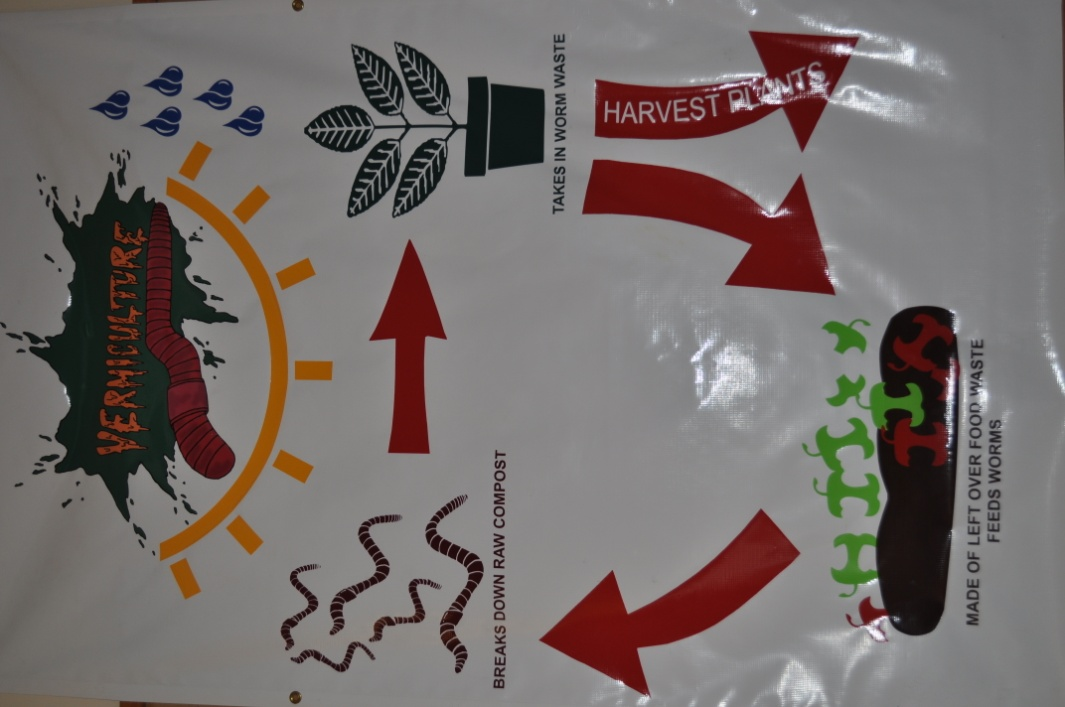 VERMICULTURE
BREAKS DOWN RAW COMPOST
TAKES IN WORM WASTE
HARVEST PLANTS
MADE OF LEFT OVER FOOD WASTE
FEEDS WORMS